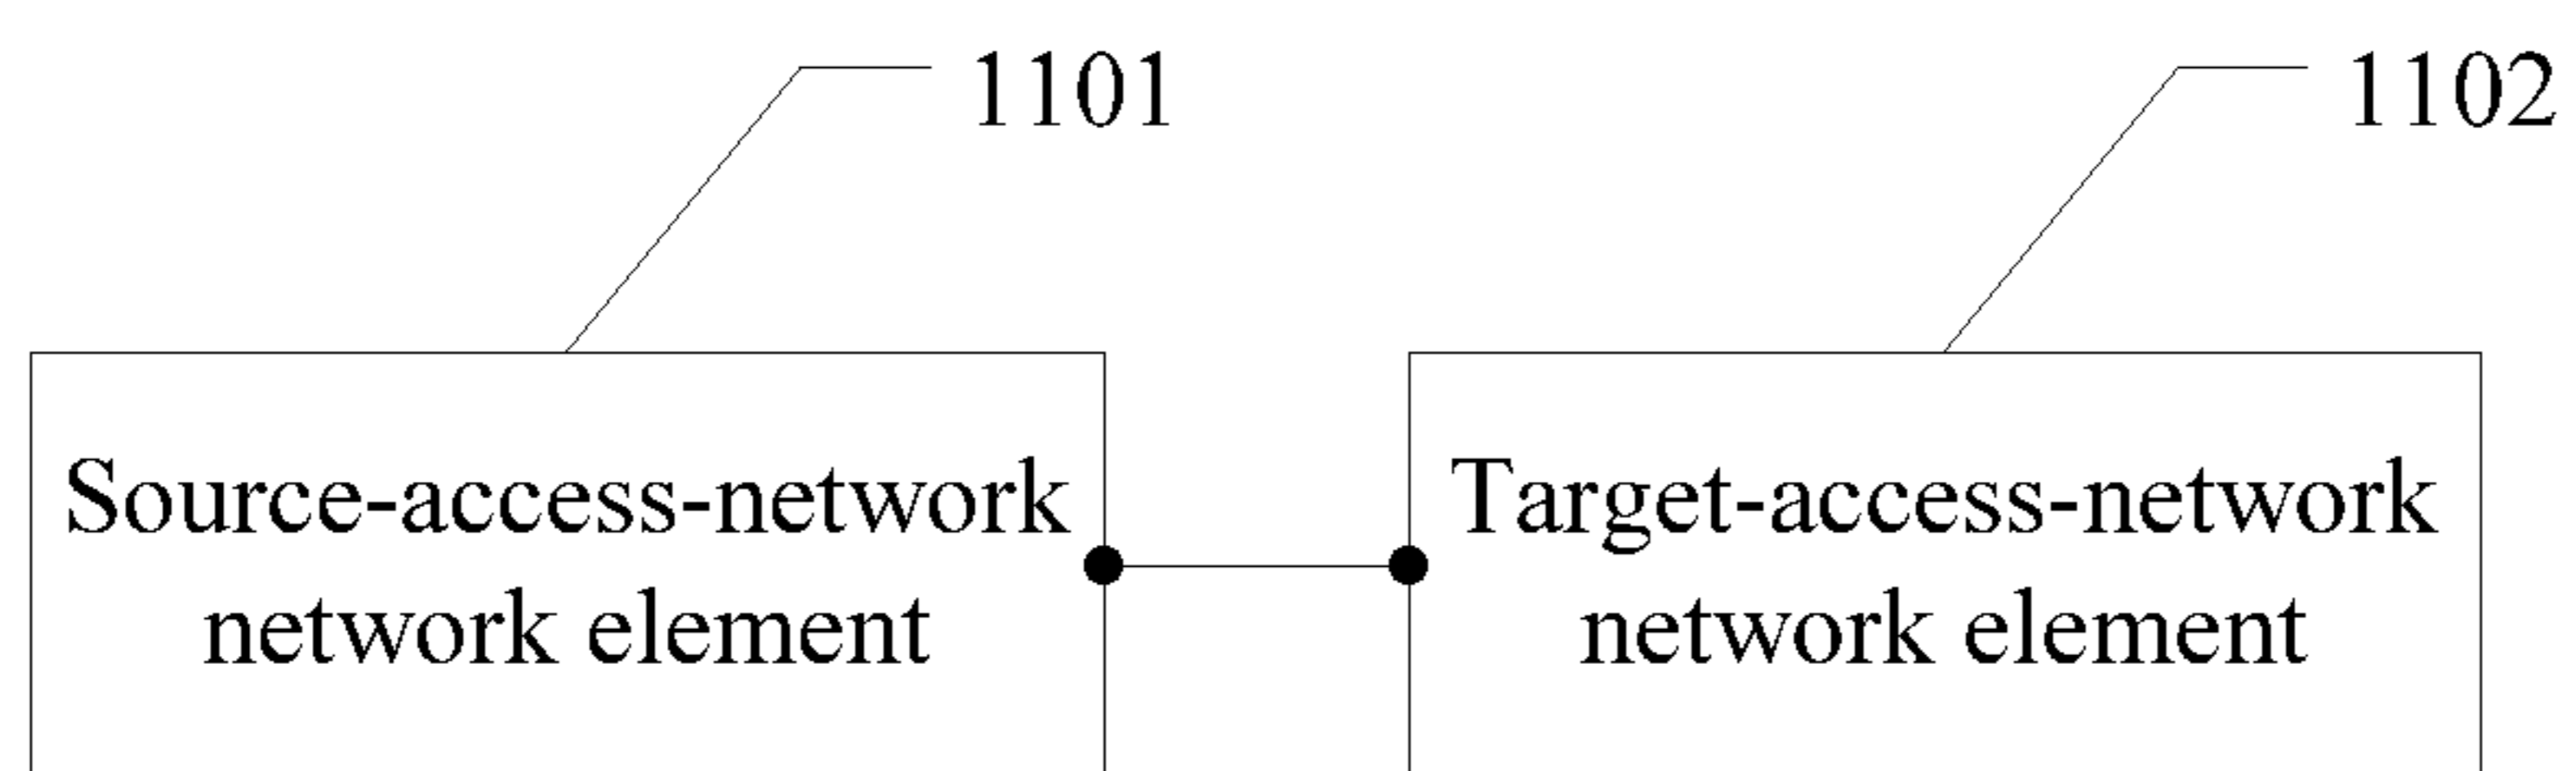 1101
1102
Source-access-network
network element
Target-access-network
network element